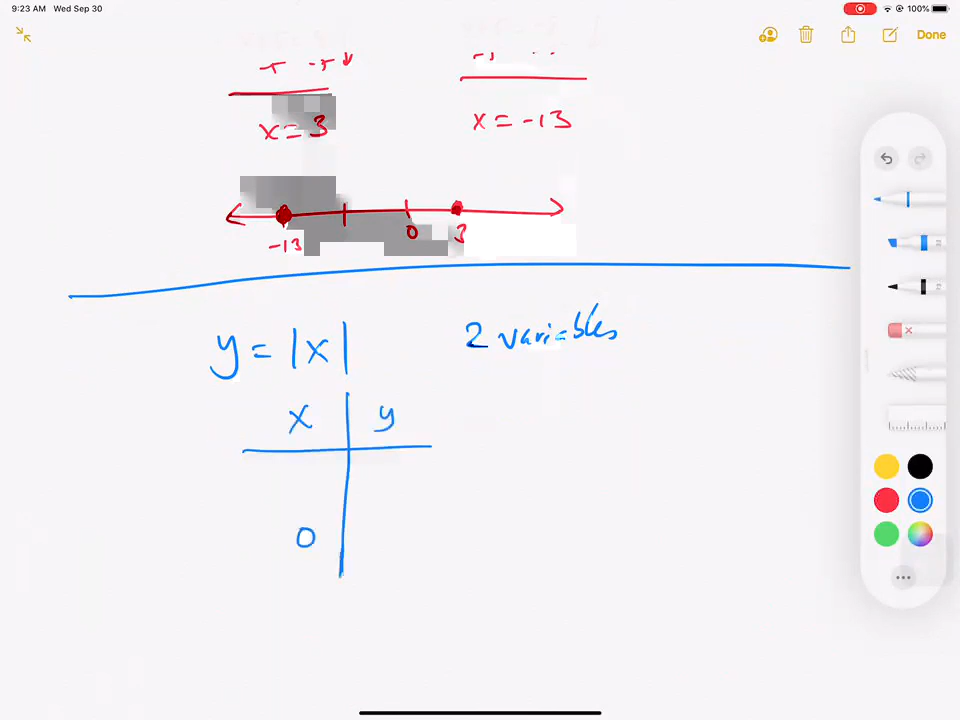 9:23 AM Wed Sep 30
100%
Done
x = 3
x = -13
-13 0 3
y = |x|
2 variables
x y
0